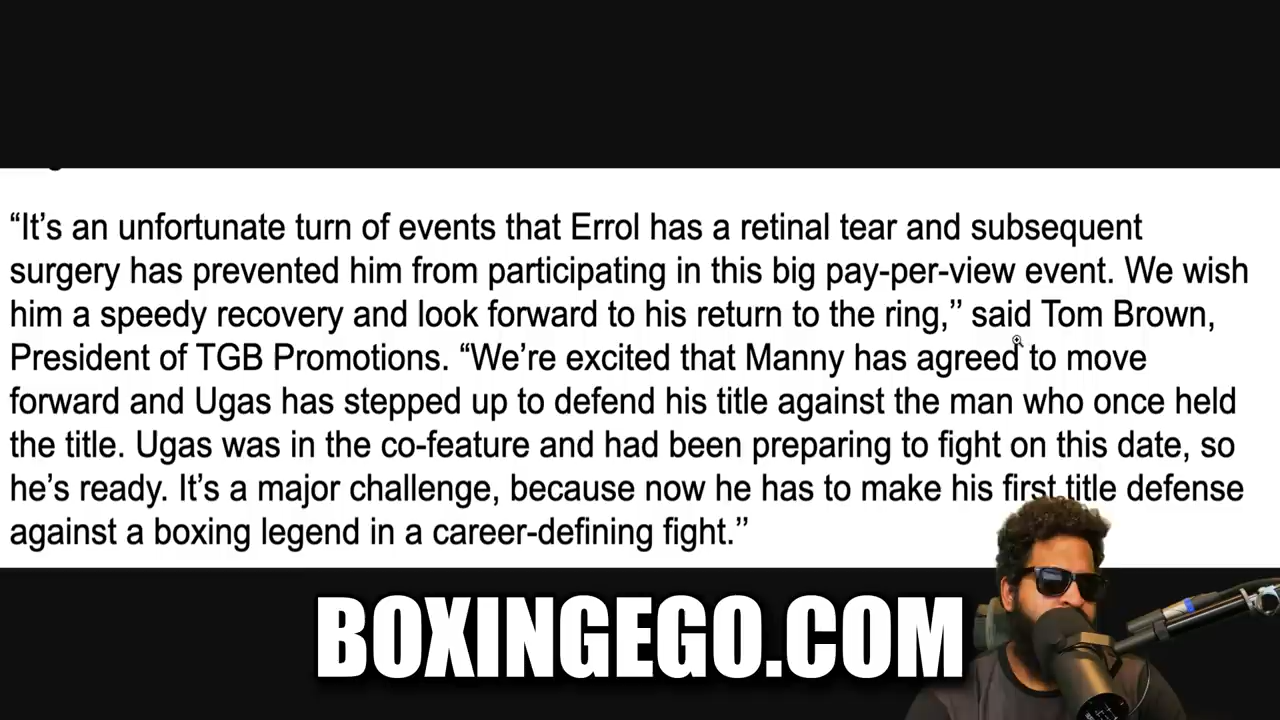 “It’s an unfortunate turn of events that Errol has a retinal tear and subsequent
surgery has prevented him from participating in this big pay-per-view event. We wish
him a speedy recovery and look forward to his return to the ring,’’ said Tom Brown,
President of TGB Promotions. “We’re excited that Manny has agreed to move
forward and Ugas has stepped up to defend his title against the man who once held
the title. Ugas was in the co-feature and had been preparing to fight on this date, so
he’s ready. It’s a major challenge, because now he has to make his first title defense
against a boxing legend in a career-defining fight.’’
BOXINGEGO.COM